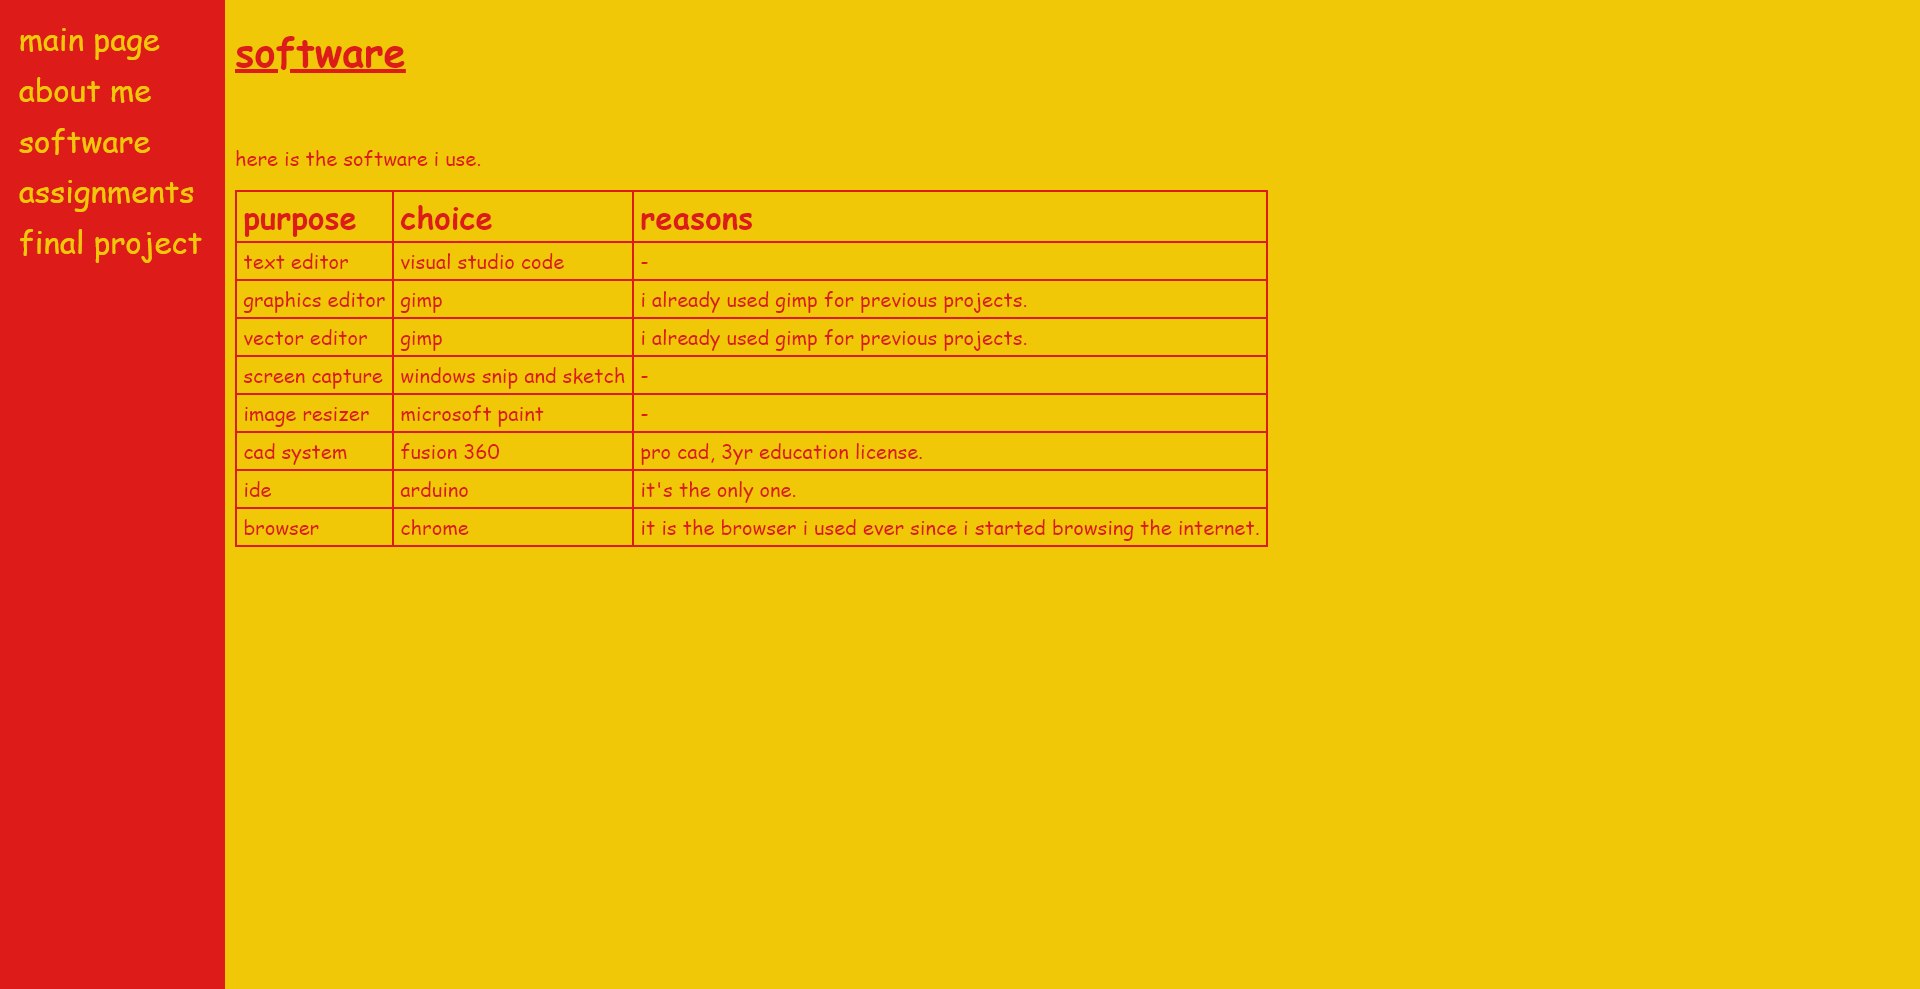 main page
about me
software
assignments
final project
software
here is the software i use.
purpose choice reasons
text editor visual studio code -
graphics editor gimp i already used gimp for previous projects.
vector editor gimp i already used gimp for previous projects.
screen capture windows snip and sketch -
image resizer microsoft paint -
cad system fusion 360 pro cad, 3yr education license.
ide arduino it's the only one.
browser chrome it is the browser i used ever since i started browsing the internet.